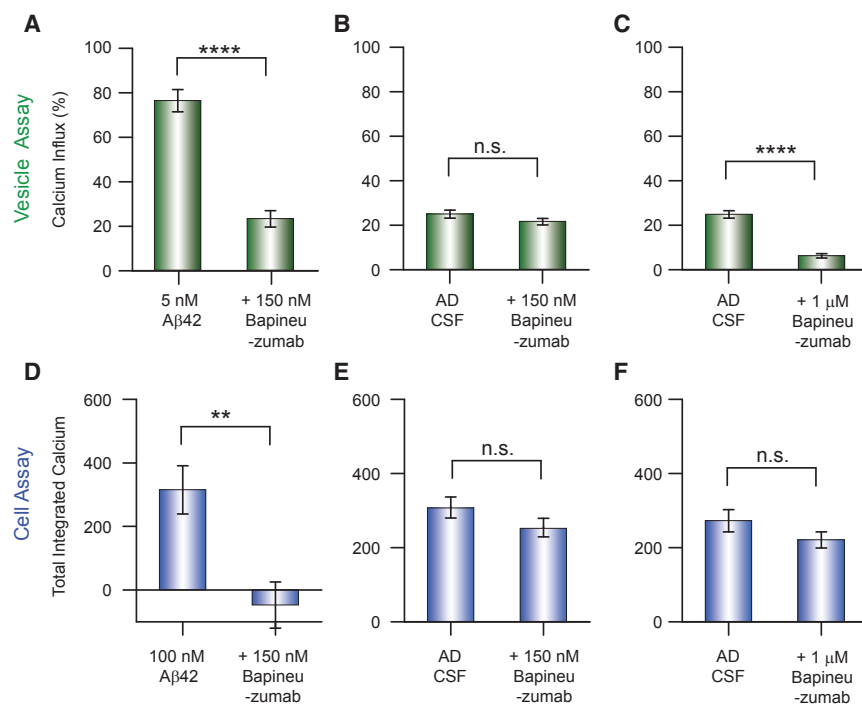 A
B
C
Vesicle Assay
Calcium Influx (%)
100
80
60
40
20
0
****
5 nM
Aβ42
+ 150 nM
Bapineu
-zumab
100
80
60
40
20
0
n.s.
AD
CSF
+ 150 nM
Bapineu
-zumab
100
80
60
40
20
0
****
AD
CSF
+ 1 μM
Bapineu
-zumab
D
E
F
Cell Assay
Total Integrated Calcium
600
400
200
0
**
100 nM
Aβ42
+ 150 nM
Bapineu
-zumab
600
400
200
0
n.s.
AD
CSF
+ 150 nM
Bapineu
-zumab
600
400
200
0
n.s.
AD
CSF
+ 1 μM
Bapineu
-zumab